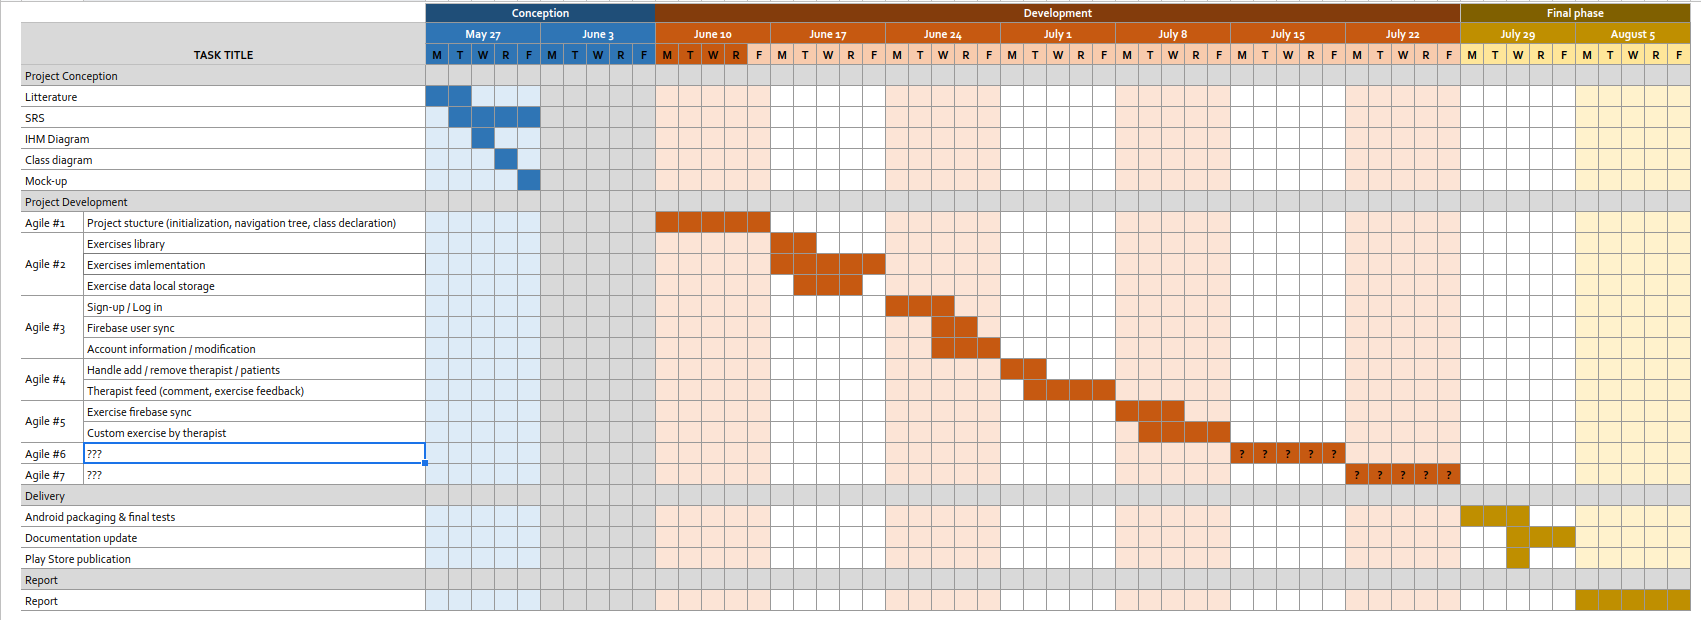 Conception Development Final phase
May 27 June 3 June 10 June 17 June 24 July 1 July 8 July 15 July 22 July 29 August 5
TASK TITLE M T W R F M T W R F M T W R F M T W R F M T W R F M T W R F M T W R F M T W R F M T W R F M T W R F M T W R F
Project Conception
Litterature
SRS
IHM Diagram
Class diagram
Mock-up
Project Development
Agile #1 Project stucture (initialization, navigation tree, class declaration)
Exercises library
Agile #2 Exercises imlementation
Exercise data local storage
Sign-up / Log in
Agile #3 Firebase user sync
Account information / modification
Agile #4 Handle add / remove therapist / patients
Therapist feed (comment, exercise feedback)
Agile #5 Exercise firebase sync
Custom exercise by therapist
Agile #6 ??? ? ? ? ? ?
Agile #7 ??? ? ? ? ? ?
Delivery
Android packaging & final tests
Documentation update
Play Store publication
Report
Report